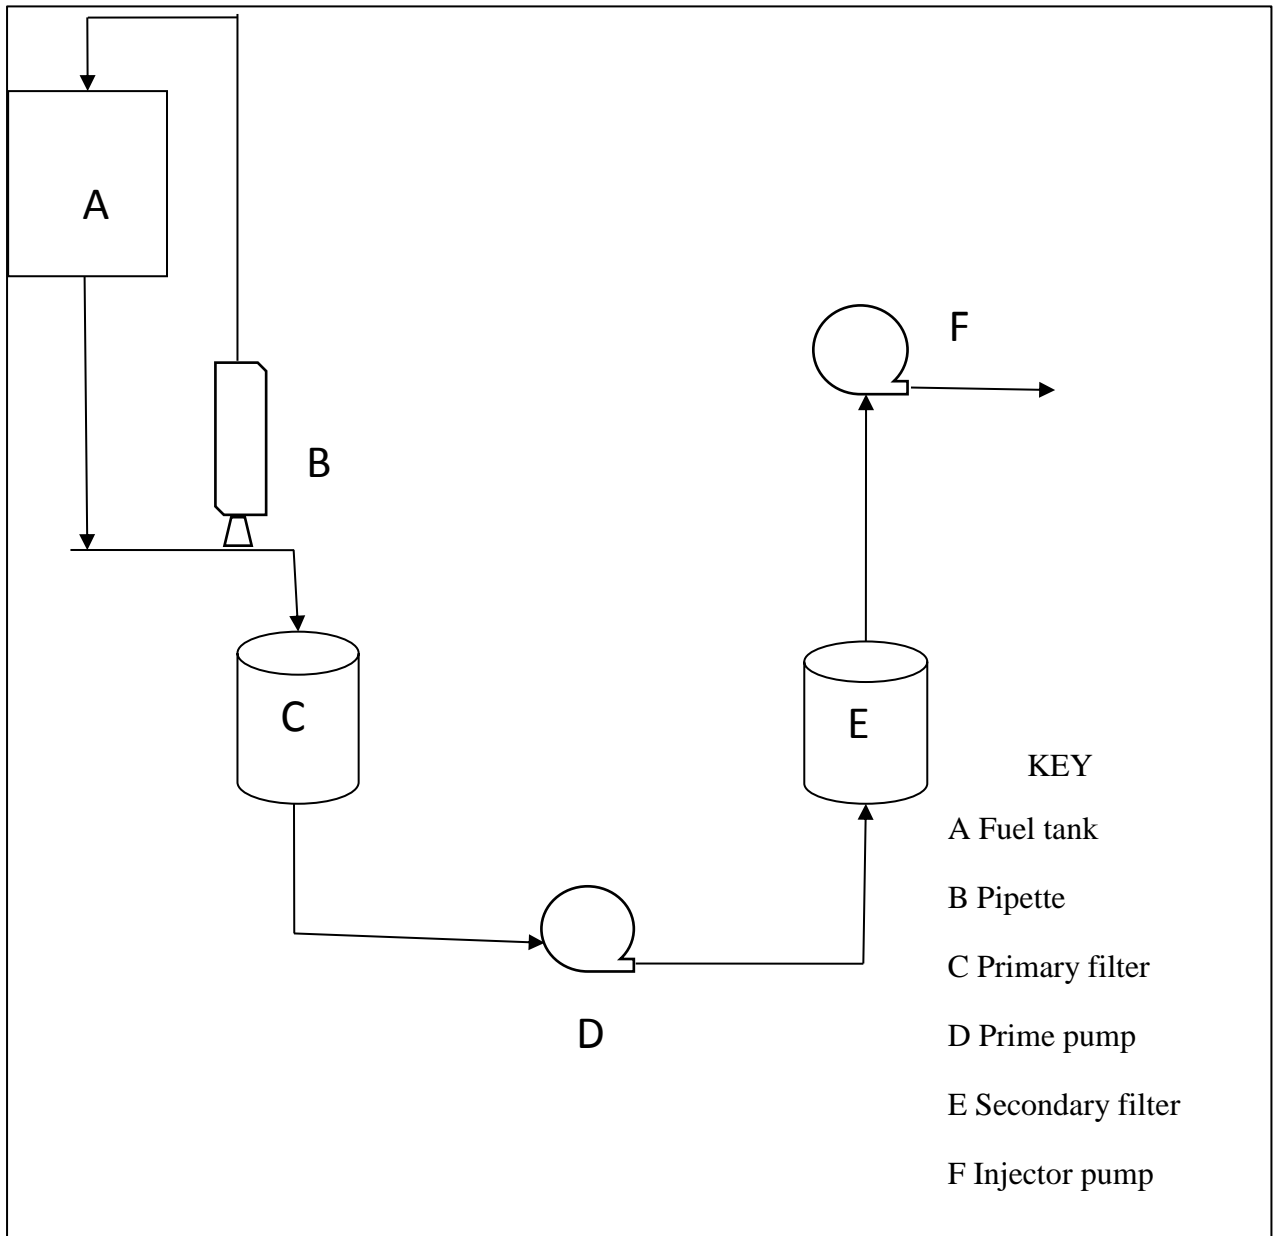 A
F
B
C
E
D
KEY
A Fuel tank
B Pipette
C Primary filter
D Prime pump
E Secondary filter
F Injector pump